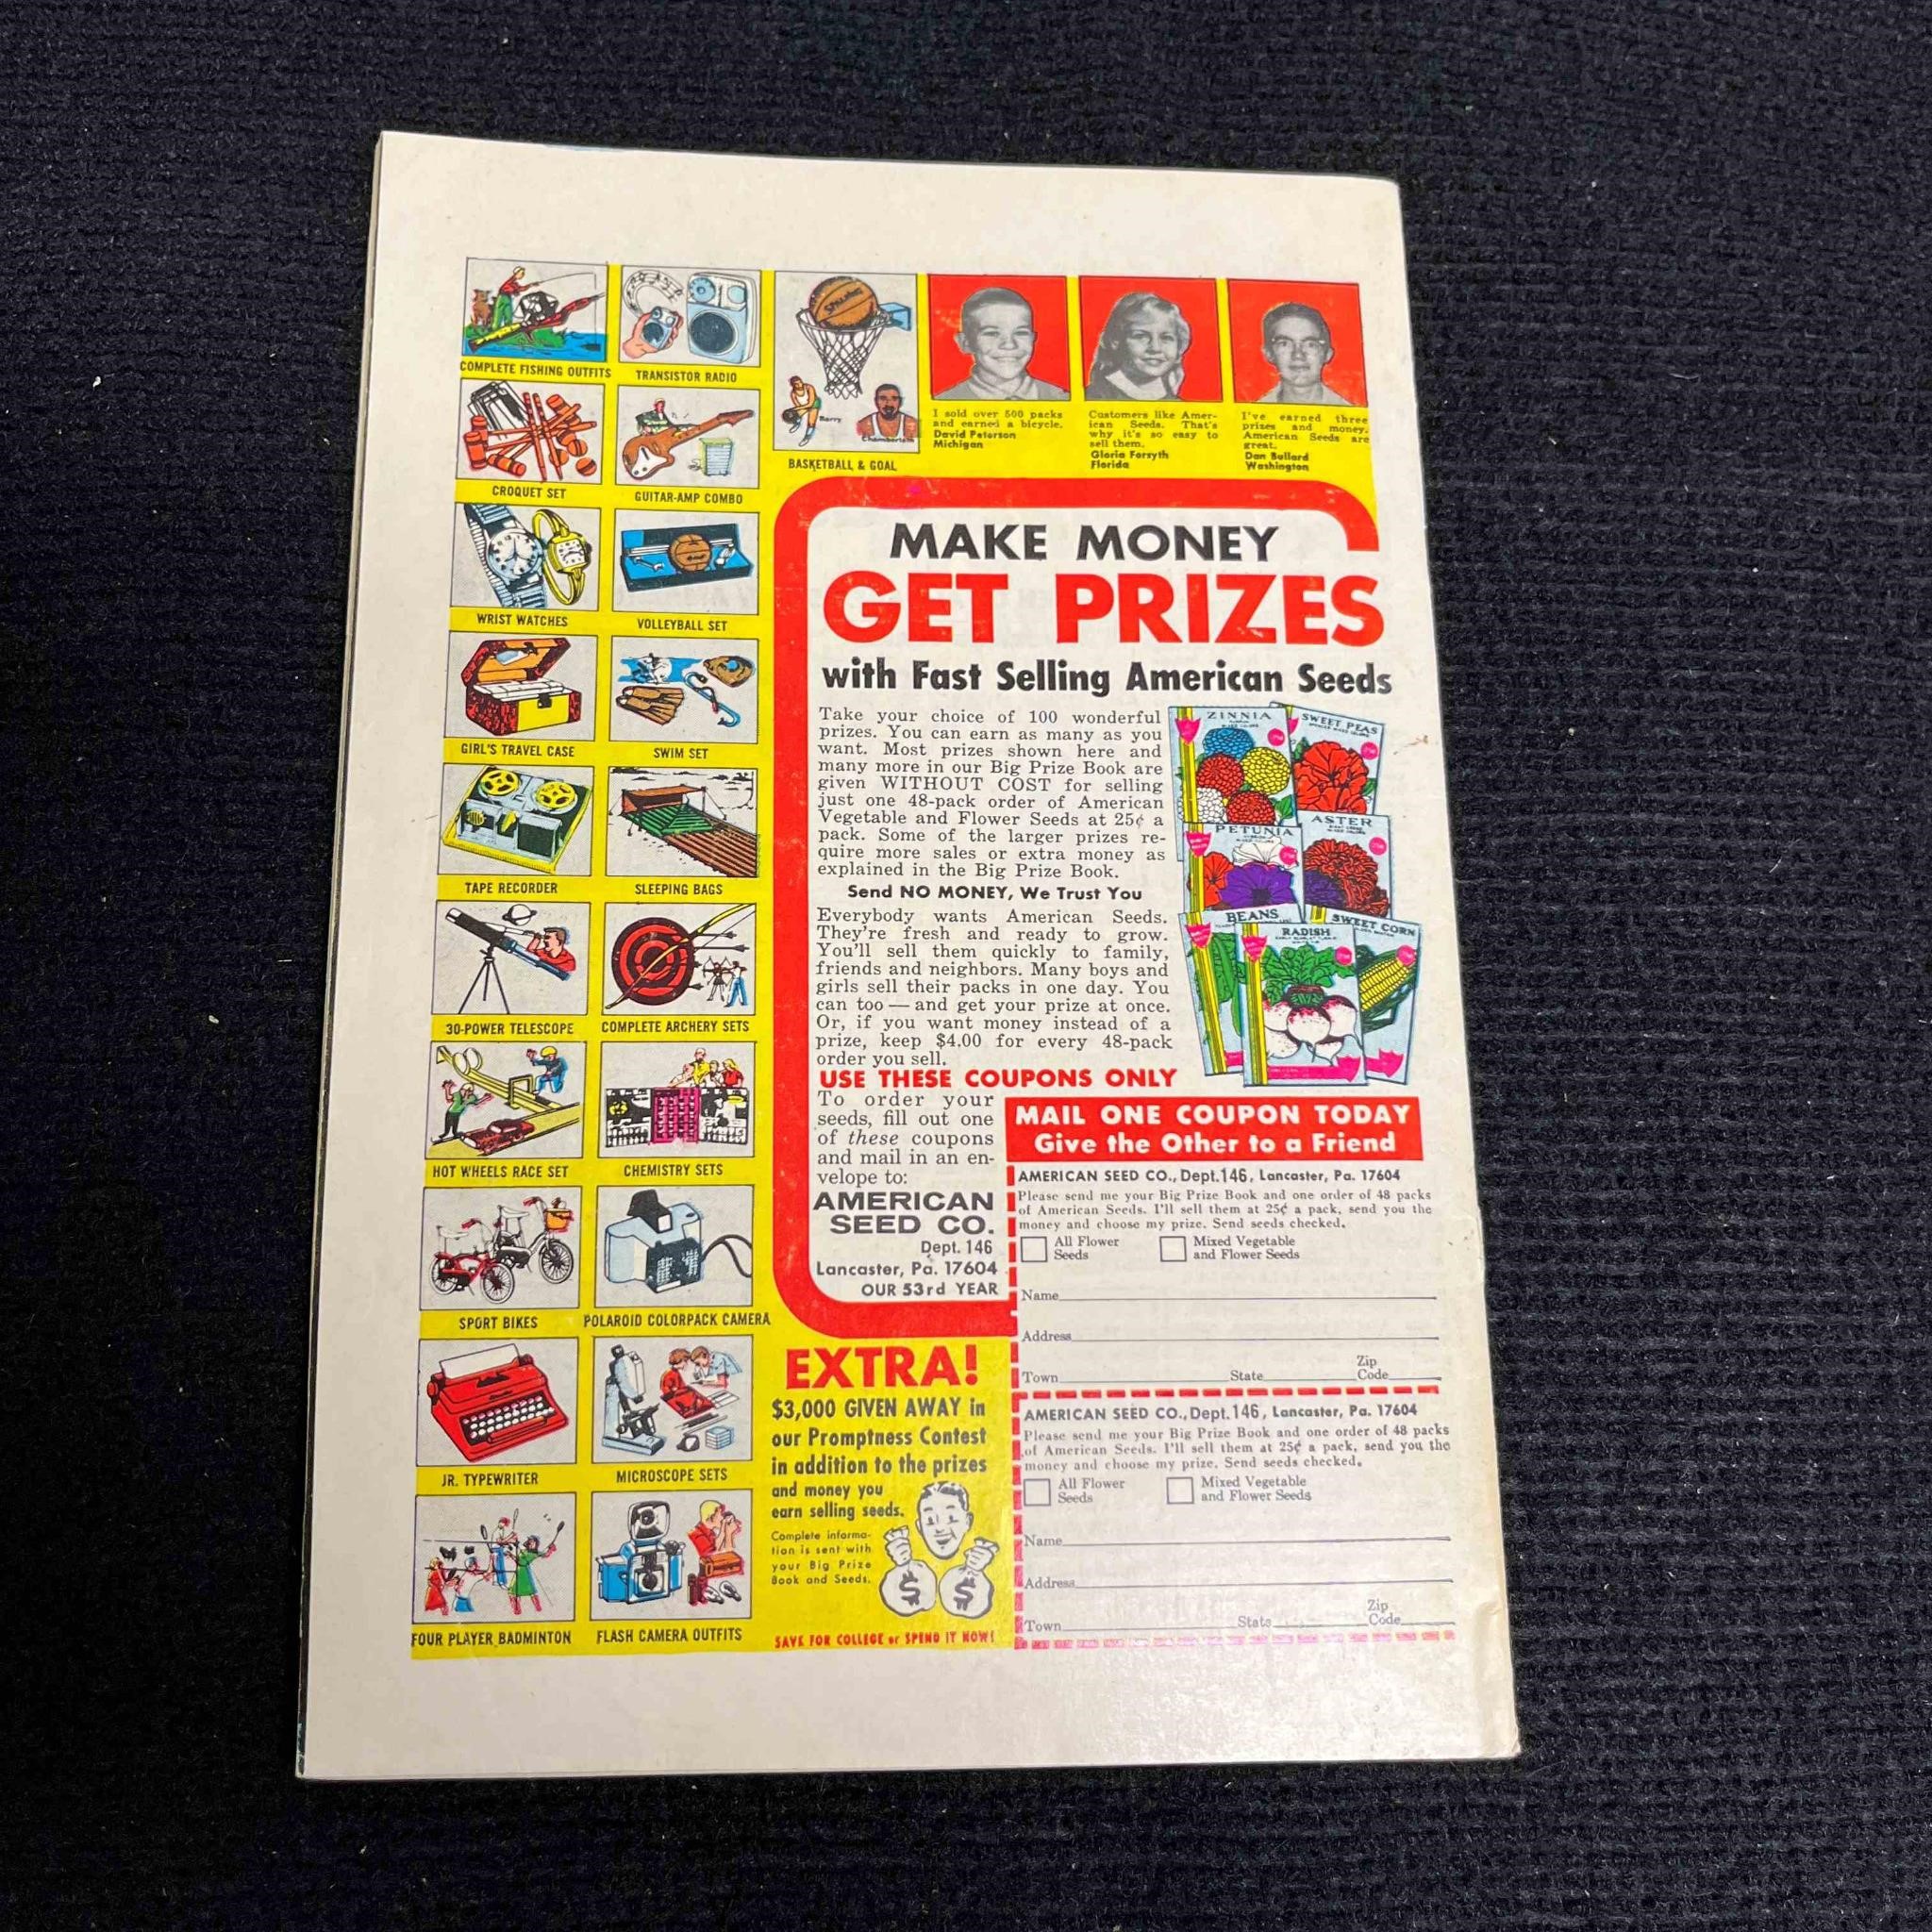 COMPLETE FISHING OUTFITS
TRANSISTOR RADIO
CROQUET SET
GUITAR-AMP COMBO
WRIST WATCHES
VOLLEYBALL SET
GIRL'S TRAVEL CASE
SWIM SET
TAPE RECORDER
SLEEPING BAGS
30-POWER TELESCOPE
COMPLETE ARCHERY SETS
HOT WHEELS RACE SET
CHEMISTRY SETS
SPORT BIKES
POLAROID COLORPACK CAMERA
JR. TYPEWRITER
MICROSCOPE SETS
FOUR PLAYER BADMINTON
FLASH CAMERA OUTFITS
SPALDING
Barry
Chamberlain
BASKETBALL & GOAL
I sold over 500 packs
and earned a bicycle.
David Peterson
Michigan
Customers like Amer-
ican Seeds. That's
why it's so easy to
sell them.
Gloria Forsyth
Florida
I've earned three
prizes and money.
American Seeds are
great.
Dan Bullard
Washington
MAKE MONEY
GET PRIZES
with Fast Selling American Seeds
Take your choice of 100 wonderful
prizes. You can earn as many as you
want. Most prizes shown here and
many more in our Big Prize Book are
given WITHOUT COST for selling
just one 48-pack order of American
Vegetable and Flower Seeds at 25¢ a
pack. Some of the larger prizes re-
quire more sales or extra money as
explained in the Big Prize Book.
Send NO MONEY, We Trust You
Everybody wants American Seeds.
They're fresh and ready to grow.
You'll sell them quickly to family,
friends and neighbors. Many boys and
girls sell their packs in one day. You
can too — and get your prize at once.
Or, if you want money instead of a
prize, keep $4.00 for every 48-pack
order you sell.
ZINNIA
SWEET PEAS
PETUNIA
ASTER
BEANS
RADISH
SWEET CORN
USE THESE COUPONS ONLY
To order your
seeds, fill out one
of these coupons
and mail in an en-
velope to:
AMERICAN
SEED CO.
Dept. 146
Lancaster, Pa. 17604
OUR 53rd YEAR
MAIL ONE COUPON TODAY
Give the Other to a Friend
AMERICAN SEED CO., Dept. 146, Lancaster, Pa. 17604
Please send me your Big Prize Book and one order of 48 packs
of American Seeds. I'll sell them at 25¢ a pack, send you the
money and choose my prize. Send seeds checked.
All Flower Seeds
Mixed Vegetable and Flower Seeds
Name
Address
Town State Zip Code
AMERICAN SEED CO., Dept. 146, Lancaster, Pa. 17604
Please send me your Big Prize Book and one order of 48 packs
of American Seeds. I'll sell them at 25¢ a pack, send you the
money and choose my prize. Send seeds checked.
All Flower Seeds
Mixed Vegetable and Flower Seeds
Name
Address
Town State Zip Code
EXTRA!
$3,000 GIVEN AWAY in
our Promptness Contest
in addition to the prizes
and money you
earn selling seeds.
Complete informa-
tion is sent with
your Big Prize
Book and Seeds.
$ $
SAVE FOR COLLEGE or SPEND IT NOW!